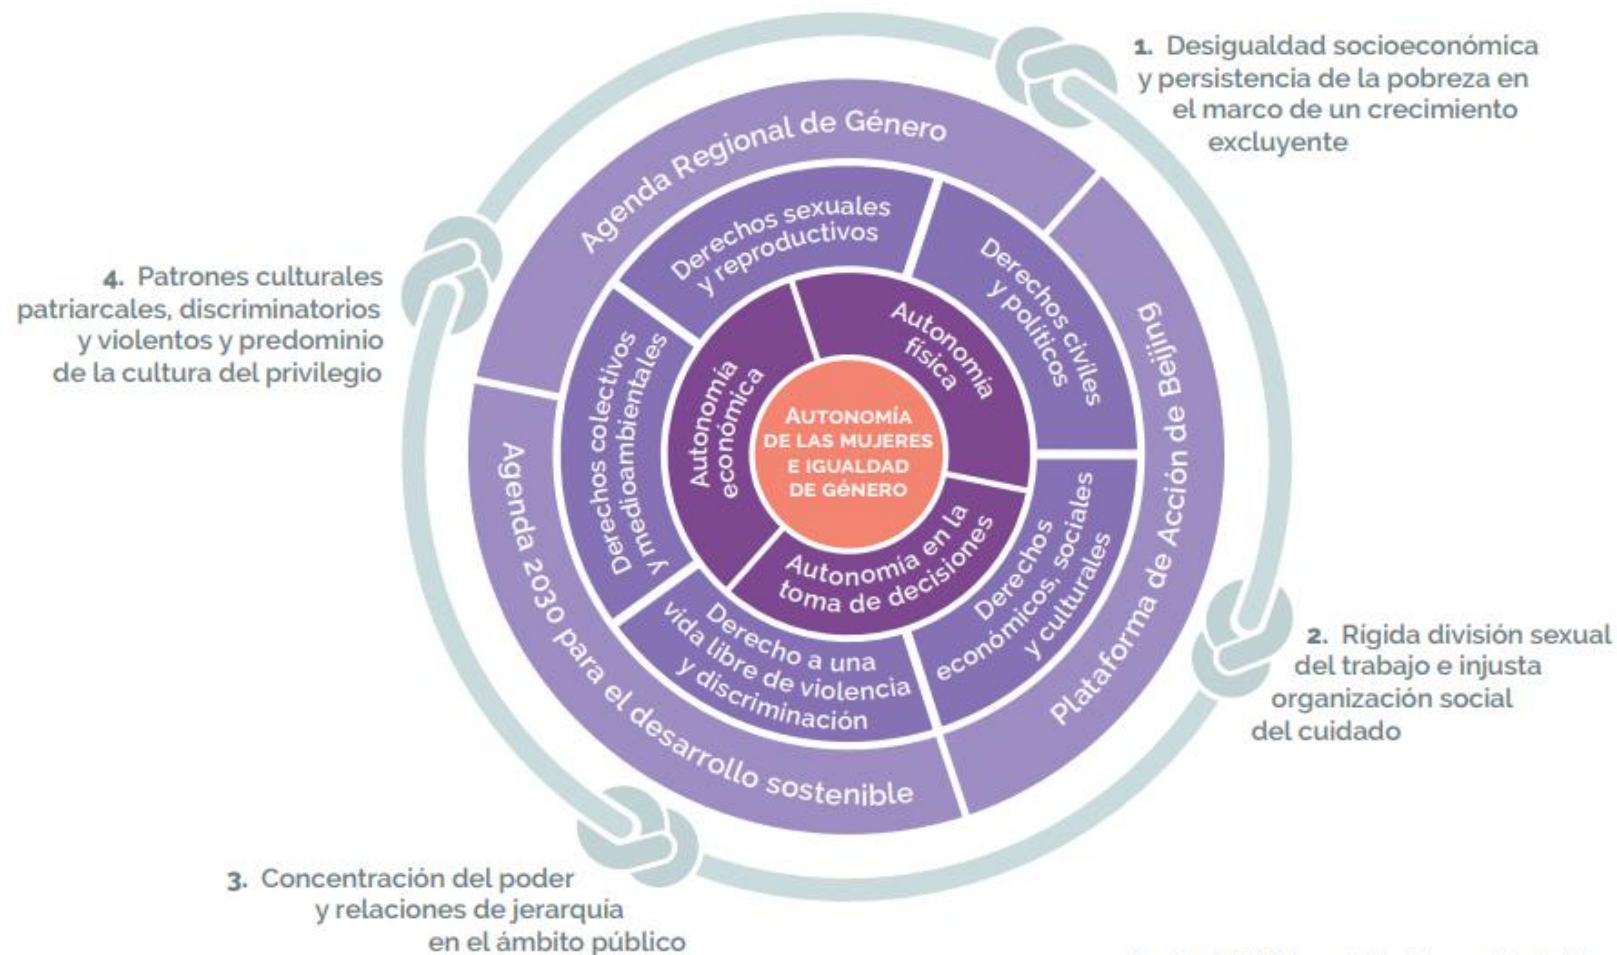 1. Desigualdad socioeconómica
y persistencia de la pobreza en
el marco de un crecimiento
excluyente
Agenda Regional de Género
Derechos sexuales
y reproductivos
Derechos civiles
y políticos
Plataforma de Acción de Beijing
4. Patrones culturales
patriarcales, discriminatorios
y violentos y predominio
de la cultura del privilegio
Derechos colectivos
y medioambientales
Autonomía
económica
Autonomía
física
AUTONOMÍA
DE LAS MUJERES
E IGUALDAD
DE GÉNERO
Autonomía en la
toma de decisiones
Derechos
económicos, sociales
y culturales
Derecho a una
vida libre de violencia
y discriminación
Agenda 2030 para el desarrollo sostenible
2. Rígida división sexual
del trabajo e injusta
organización social
del cuidado
3. Concentración del poder
y relaciones de jerarquía
en el ámbito público